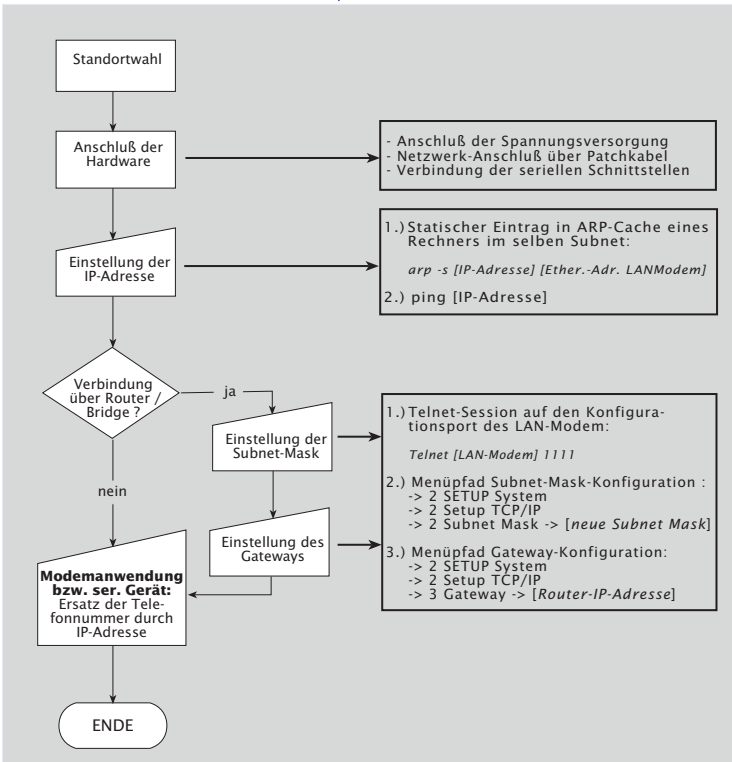 Standortwahl
Anschluß der
Hardware
- Anschluß der Spannungsversorgung
- Netzwerk-Anschluß über Patchkabel
- Verbindung der seriellen Schnittstellen
Einstellung der
IP-Adresse
1.) Statischer Eintrag in ARP-Cache eines
Rechners im selben Subnet:
arp -s [IP-Adresse] [Ether.-Adr. LANModem]
2.) ping [IP-Adresse]
Verbindung
über Router /
Bridge ?
ja
nein
Einstellung der
Subnet-Mask
Einstellung des
Gateways
1.) Telnet-Session auf den Konfigura-
tionsport des LAN-Modem:
Telnet [LAN-Modem] 1111
2.) Menüpfad Subnet-Mask-Konfiguration :
-> 2 SETUP System
-> 2 Setup TCP/IP
-> 2 Subnet Mask -> [neue Subnet Mask]
3.) Menüpfad Gateway-Konfiguration:
-> 2 SETUP System
-> 2 Setup TCP/IP
-> 3 Gateway -> [Router-IP-Adresse]
Modemanwendung
bzw. ser. Gerät:
Ersatz der Tele-
fonnummer durch
IP-Adresse
ENDE